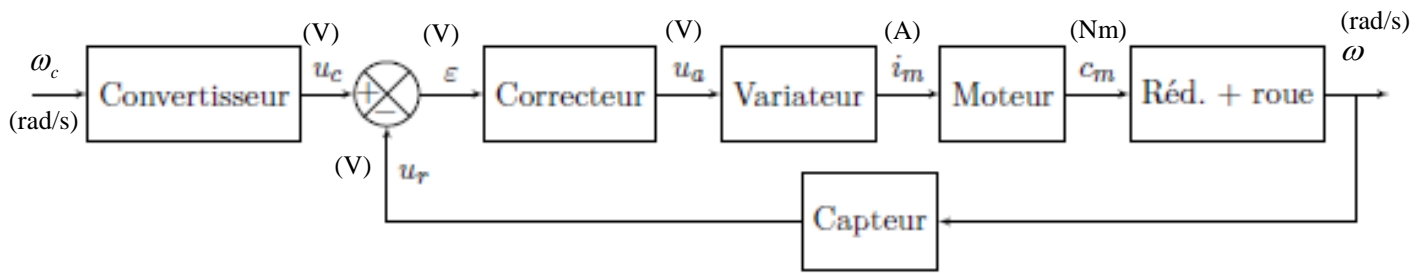 (V) (V) (V) (A) (Nm) (rad/s)
ω_c u_c ε u_a i_m c_m ω
Convertisseur + − Correcteur Variateur Moteur Réd. + roue
(rad/s)
(V) u_r
Capteur